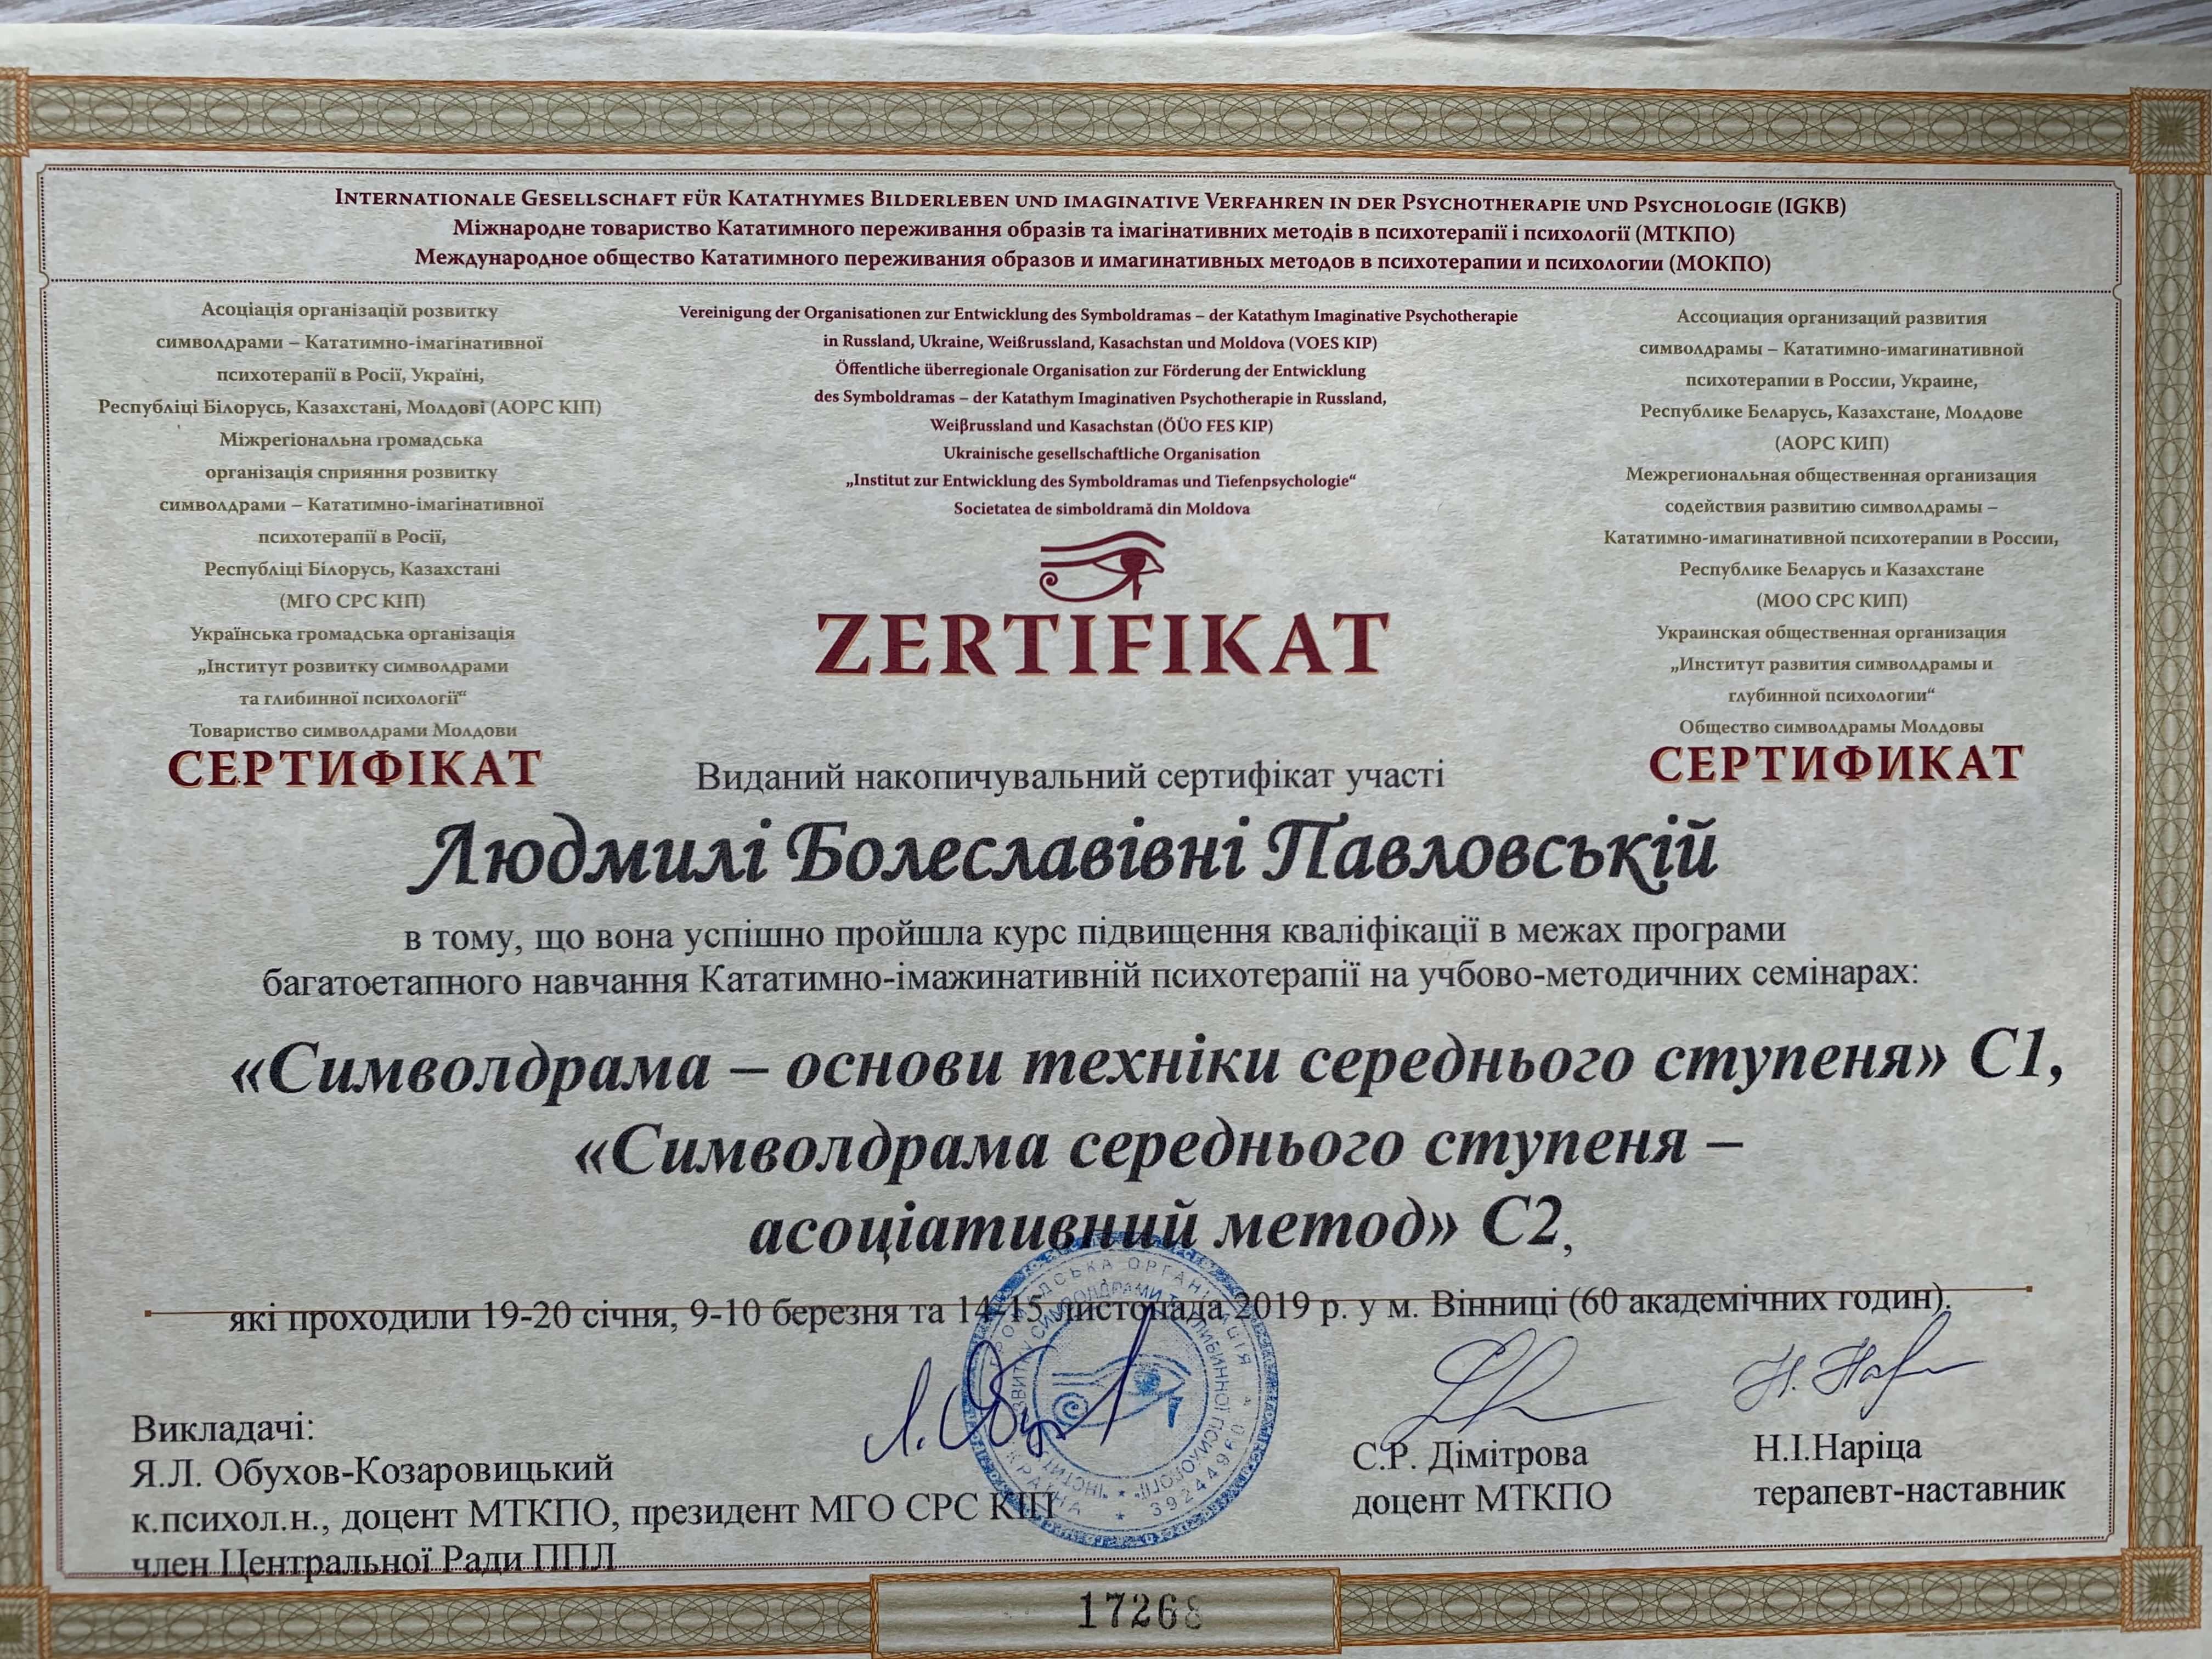 Internationale Gesellschaft für Katathymes Bilderleben und imaginative Verfahren in der Psychotherapie und Psychologie (IGKB)
Міжнародне товариство Кататимного переживання образів та імагінативних методів в психотерапії і психології (МТКПО)
Международное общество Кататимного переживания образов и имагинативных методов в психотерапии и психологии (МОКПО)
Асоціація організацій розвитку
символдрами – Кататимно-імагінативної
психотерапії в Росії, Україні,
Республіці Білорусь, Казахстані, Молдові (АОРС КІП)
Міжрегіональна громадська
організація сприяння розвитку
символдрами – Кататимно-імагінативної
психотерапії в Росії,
Республіці Білорусь, Казахстані
(МГО СРС КІП)
Українська громадська організація
„Інститут розвитку символдрами
та глибинної психології“
Товариство символдрами Молдови
СЕРТИФІКАТ
Vereinigung der Organisationen zur Entwicklung des Symboldramas – der Katathym Imaginative Psychotherapie
in Russland, Ukraine, Weißrussland, Kasachstan und Moldova (VOES KIP)
Öffentliche überregionale Organisation zur Förderung der Entwicklung
des Symboldramas – der Katathym Imaginativen Psychotherapie in Russland,
Weiβrussland und Kasachstan (ÖÜO FES KIP)
Ukrainische gesellschaftliche Organisation
„Institut zur Entwicklung des Symboldramas und Tiefenpsychologie“
Societatea de simboldramă din Moldova
ZERTIFIKAT
Ассоциация организаций развития
символдрамы – Кататимно-имагинативной
психотерапии в России, Украине,
Республике Беларусь, Казахстане, Молдове
(АОРС КИП)
Межрегиональная общественная организация
содействия развитию символдрамы –
Кататимно-имагинативной психотерапии в России,
Республике Беларусь и Казахстане
(МОО СРС КИП)
Украинская общественная организация
„Институт развития символдрамы и
глубинной психологии“
Общество символдрамы Молдовы
СЕРТИФИКАТ
Виданий накопичувальний сертифікат участі
Людмилі Болеславівні Павловській
в тому, що вона успішно пройшла курс підвищення кваліфікації в межах програми
багатоетапного навчання Кататимно-імажинативній психотерапії на учбово-методичних семінарах:
«Символдрама – основи техніки середнього ступеня» С1,
«Символдрама середнього ступеня –
асоціативний метод» С2,
які проходили 19-20 січня, 9-10 березня та 14-15 листопада 2019 р. у м. Вінниці (60 академічних годин).
Викладачі:
Я.Л. Обухов-Козаровицький
к.психол.н., доцент МТКПО, президент МГО СРС КІП
член Центральної Ради ППЛ
С.Р. Дімітрова
доцент МТКПО
Н.І.Наріца
терапевт-наставник
39244960
17268